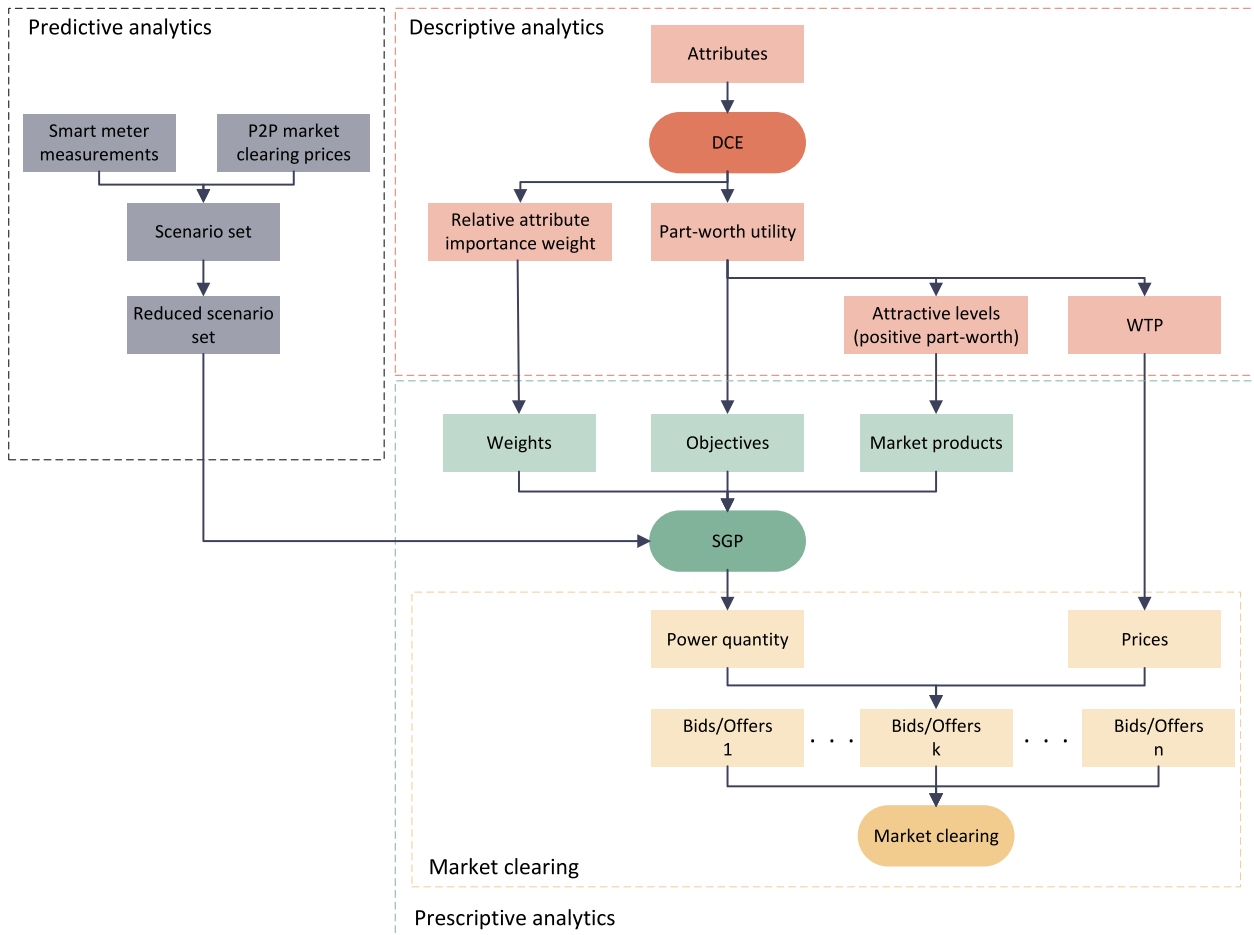 Predictive analytics
Smart meter
measurements
P2P market
clearing prices
Scenario set
Reduced scenario
set
Descriptive analytics
Attributes
DCE
Relative attribute
importance weight
Part-worth utility
Attractive levels
(positive part-worth)
WTP
Weights
Objectives
Market products
SGP
Power quantity
Prices
Bids/Offers
1
. . .
Bids/Offers
k
. . .
Bids/Offers
n
Market clearing
Market clearing
Prescriptive analytics